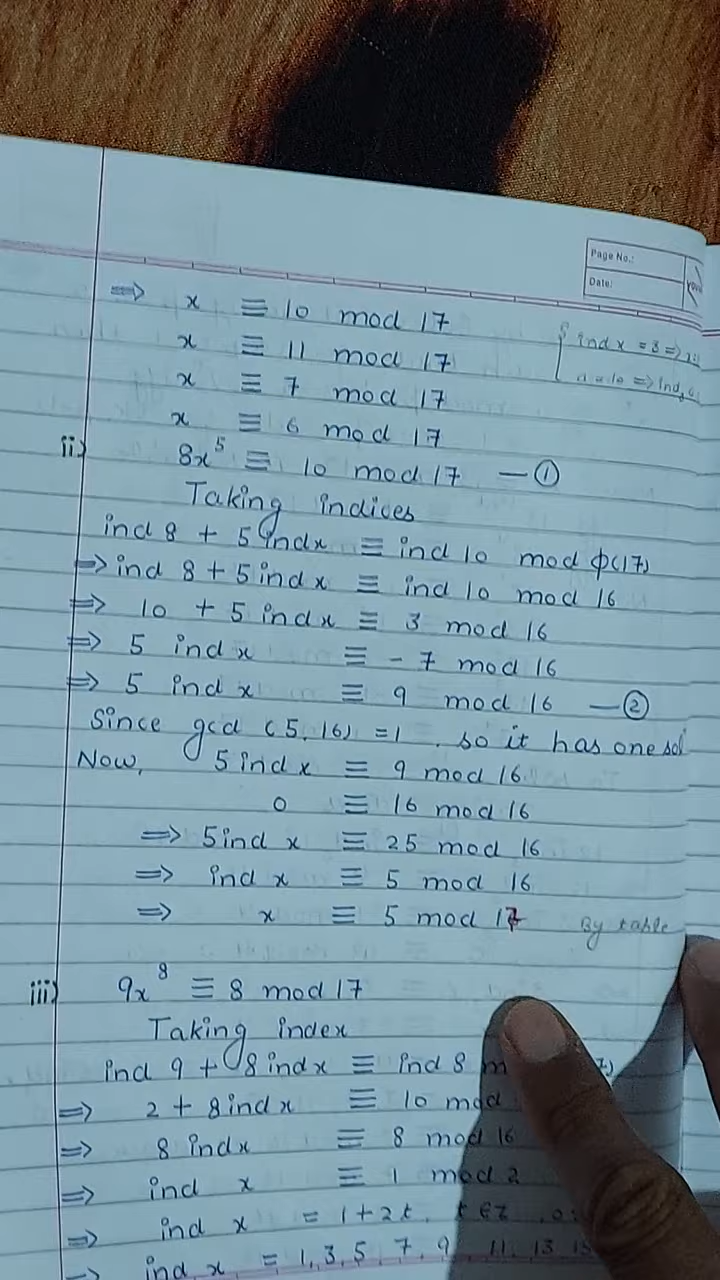 Page No.:
Date:
⇒ x ≡ 10 mod 17
{ ind x = 3 ⇒
x ≡ 11 mod 17
x ≡ 7 mod 17
x ≡ 6 mod 17
ii) 8x⁵ ≡ 10 mod 17 — ①
Taking indices
ind 8 + 5 indx ≡ ind 10 mod φ(17)
⇒ ind 8 + 5 ind x ≡ ind 10 mod 16
⇒ 10 + 5 ind x ≡ 3 mod 16
⇒ 5 ind x ≡ - 7 mod 16
⇒ 5 ind x ≡ 9 mod 16 — ②
Since gcd (5, 16) = 1, so it has one sol
Now, 5 ind x ≡ 9 mod 16
0 ≡ 16 mod 16
⇒ 5 ind x ≡ 25 mod 16
⇒ ind x ≡ 5 mod 16
⇒ x ≡ 5 mod 17 By table
iii) 9x⁸ ≡ 8 mod 17
Taking index
ind 9 + 8 indx ≡ ind 8
⇒ 2 + 8 ind x ≡ 10 mod
⇒ 8 ind x ≡ 8 mod 16
⇒ ind x ≡ 1 mod 2
⇒ ind x = 1 + 2t, t ∈ Z
⇒ ind x = 1, 3, 5, 7, 9, 11, 13, 15